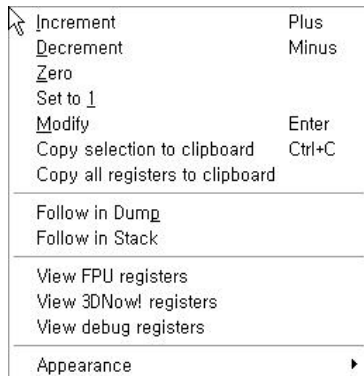 Increment Plus
Decrement Minus
Zero
Set to 1
Modify Enter
Copy selection to clipboard Ctrl+C
Copy all registers to clipboard
Follow in Dump
Follow in Stack
View FPU registers
View 3DNow! registers
View debug registers
Appearance